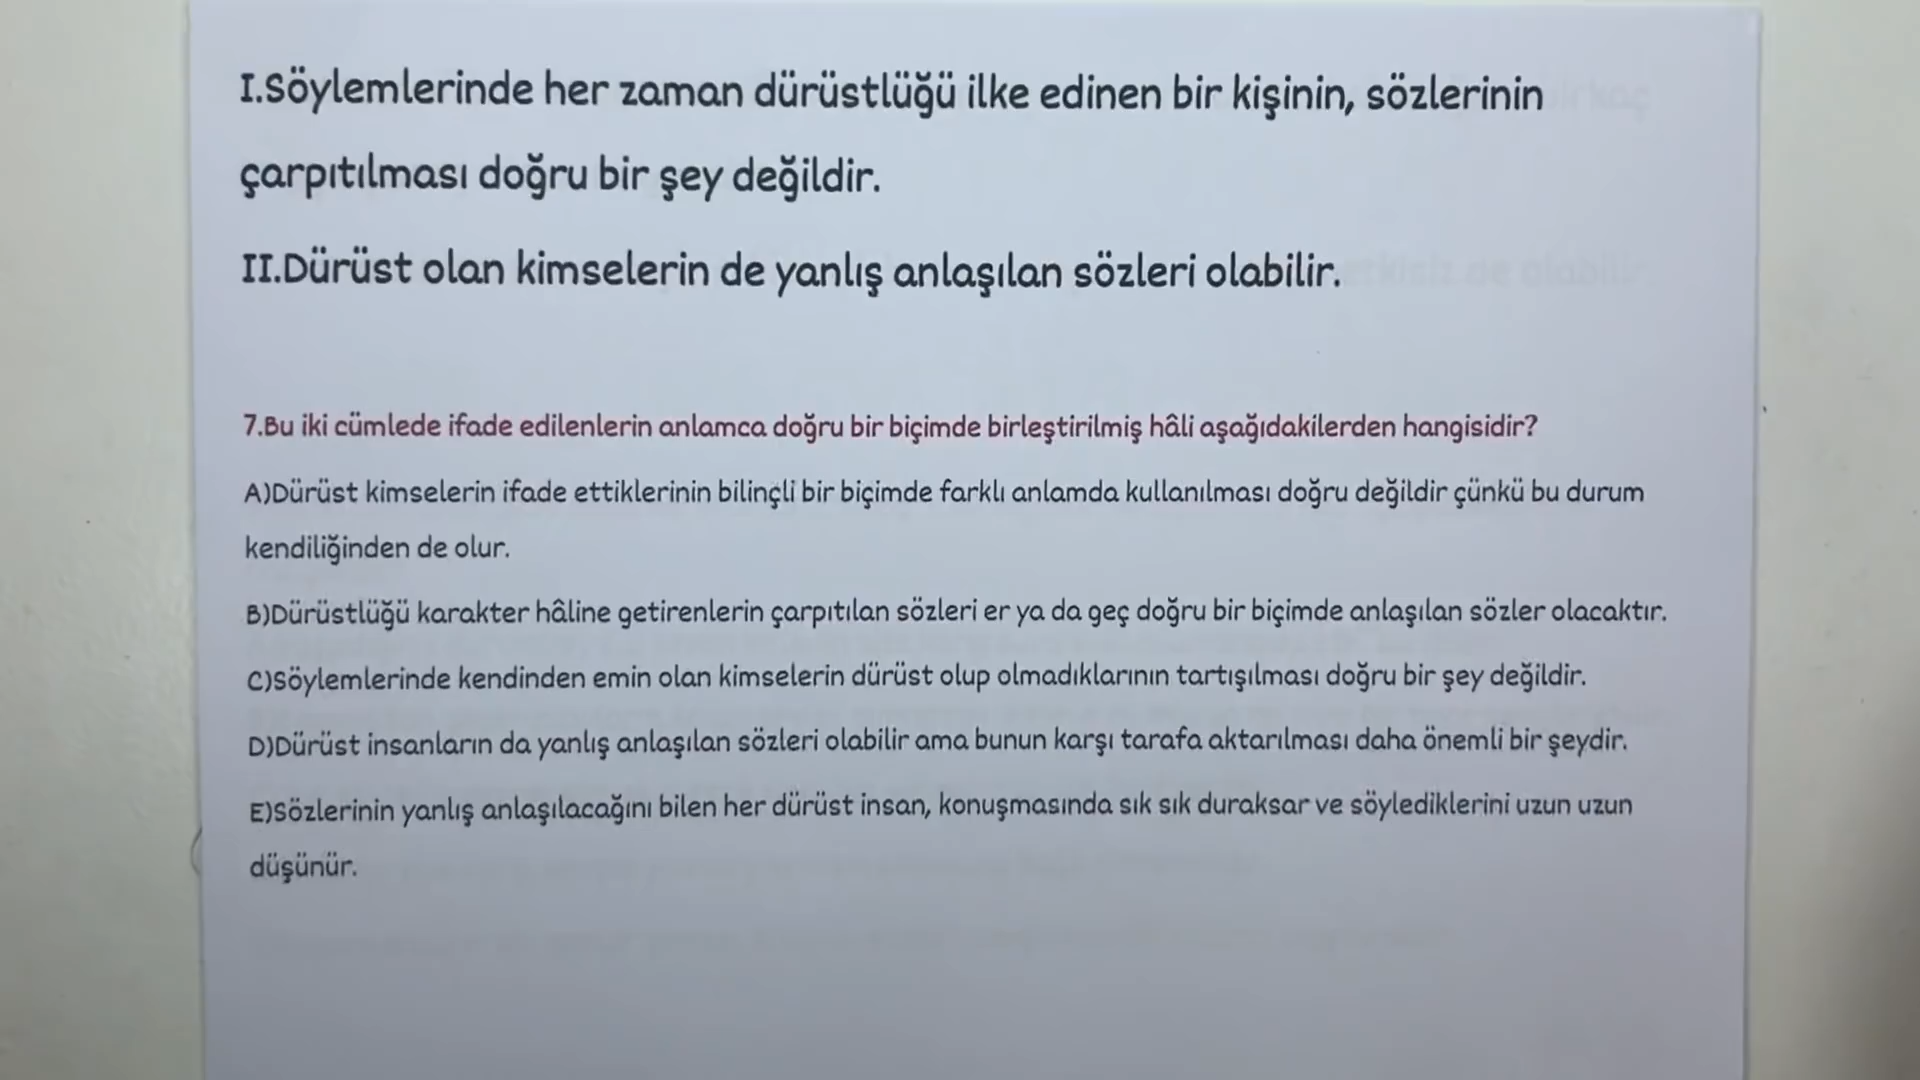 I.Söylemlerinde her zaman dürüstlüğü ilke edinen bir kişinin, sözlerinin
çarpıtılması doğru bir şey değildir.
II.Dürüst olan kimselerin de yanlış anlaşılan sözleri olabilir.
7.Bu iki cümlede ifade edilenlerin anlamca doğru bir biçimde birleştirilmiş hâli aşağıdakilerden hangisidir?
A)Dürüst kimselerin ifade ettiklerinin bilinçli bir biçimde farklı anlamda kullanılması doğru değildir çünkü bu durum
kendiliğinden de olur.
B)Dürüstlüğü karakter hâline getirenlerin çarpıtılan sözleri er ya da geç doğru bir biçimde anlaşılan sözler olacaktır.
C)Söylemlerinde kendinden emin olan kimselerin dürüst olup olmadıklarının tartışılması doğru bir şey değildir.
D)Dürüst insanların da yanlış anlaşılan sözleri olabilir ama bunun karşı tarafa aktarılması daha önemli bir şeydir.
E)Sözlerinin yanlış anlaşılacağını bilen her dürüst insan, konuşmasında sık sık duraksar ve söylediklerini uzun uzun
düşünür.